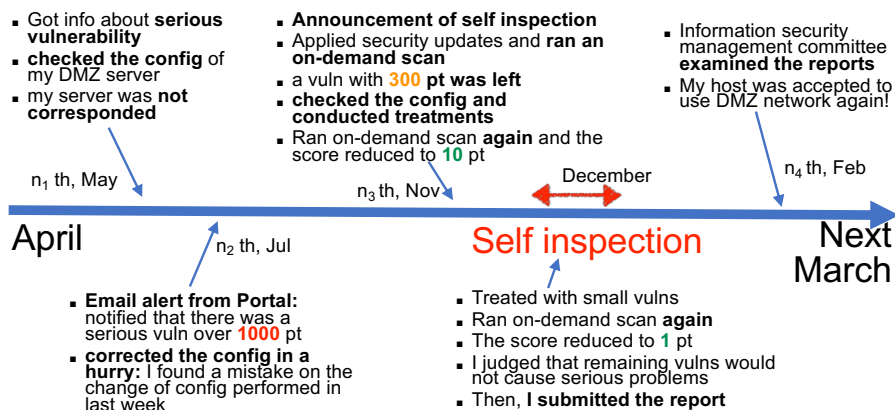 ▪ Got info about serious
vulnerability
▪ checked the config of
my DMZ server
▪ my server was not
corresponded
▪ Announcement of self inspection
▪ Applied security updates and ran an
on-demand scan
▪ a vuln with 300 pt was left
▪ checked the config and
conducted treatments
▪ Ran on-demand scan again and the
score reduced to 10 pt
▪ Information security
management committee
examined the reports
▪ My host was accepted to
use DMZ network again!
n1 th, May
n3 th, Nov
December
n4 th, Feb
April
n2 th, Jul
Self inspection
Next
March
▪ Email alert from Portal:
notified that there was a
serious vuln over 1000 pt
▪ corrected the config in a
hurry: I found a mistake on the
change of config performed in
last week
▪ Treated with small vulns
▪ Ran on-demand scan again
▪ The score reduced to 1 pt
▪ I judged that remaining vulns would
not cause serious problems
▪ Then, I submitted the report